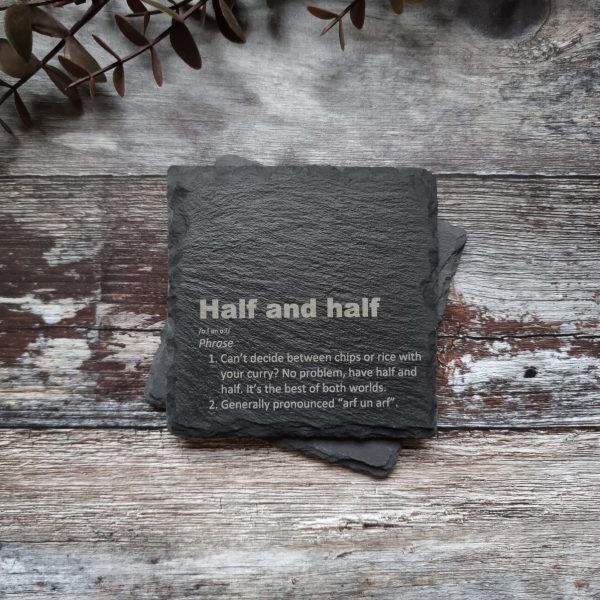 Half and half
Phrase
1. Can't decide between chips or rice with
your curry? No problem, have half and
half. It's the best of both worlds.
2. Generally pronounced "arf un arf".